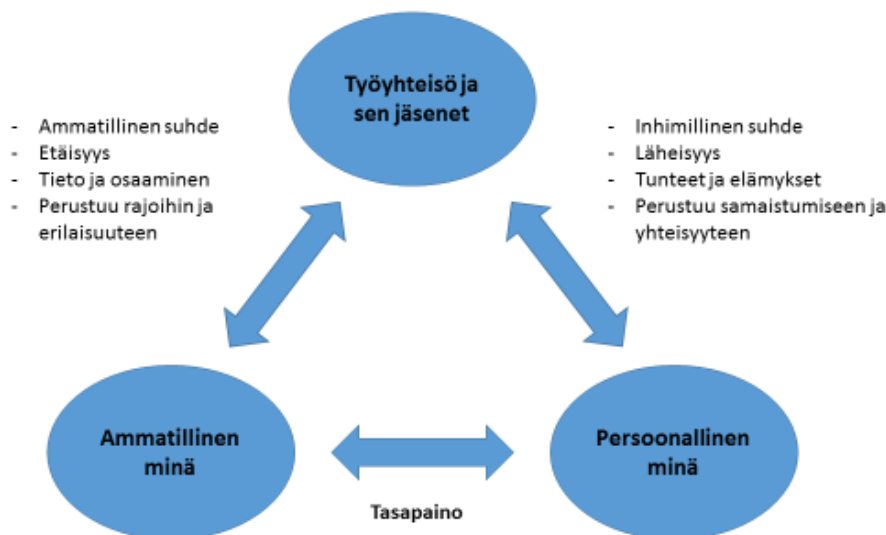 Työyhteisö ja
sen jäsenet
- Ammatillinen suhde
- Etäisyys
- Tieto ja osaaminen
- Perustuu rajoihin ja
erilaisuuteen
- Inhimillinen suhde
- Läheisyys
- Tunteet ja elämykset
- Perustuu samaistumiseen ja
yhteisyyteen
Ammatillinen
minä
Persoonallinen
minä
Tasapaino